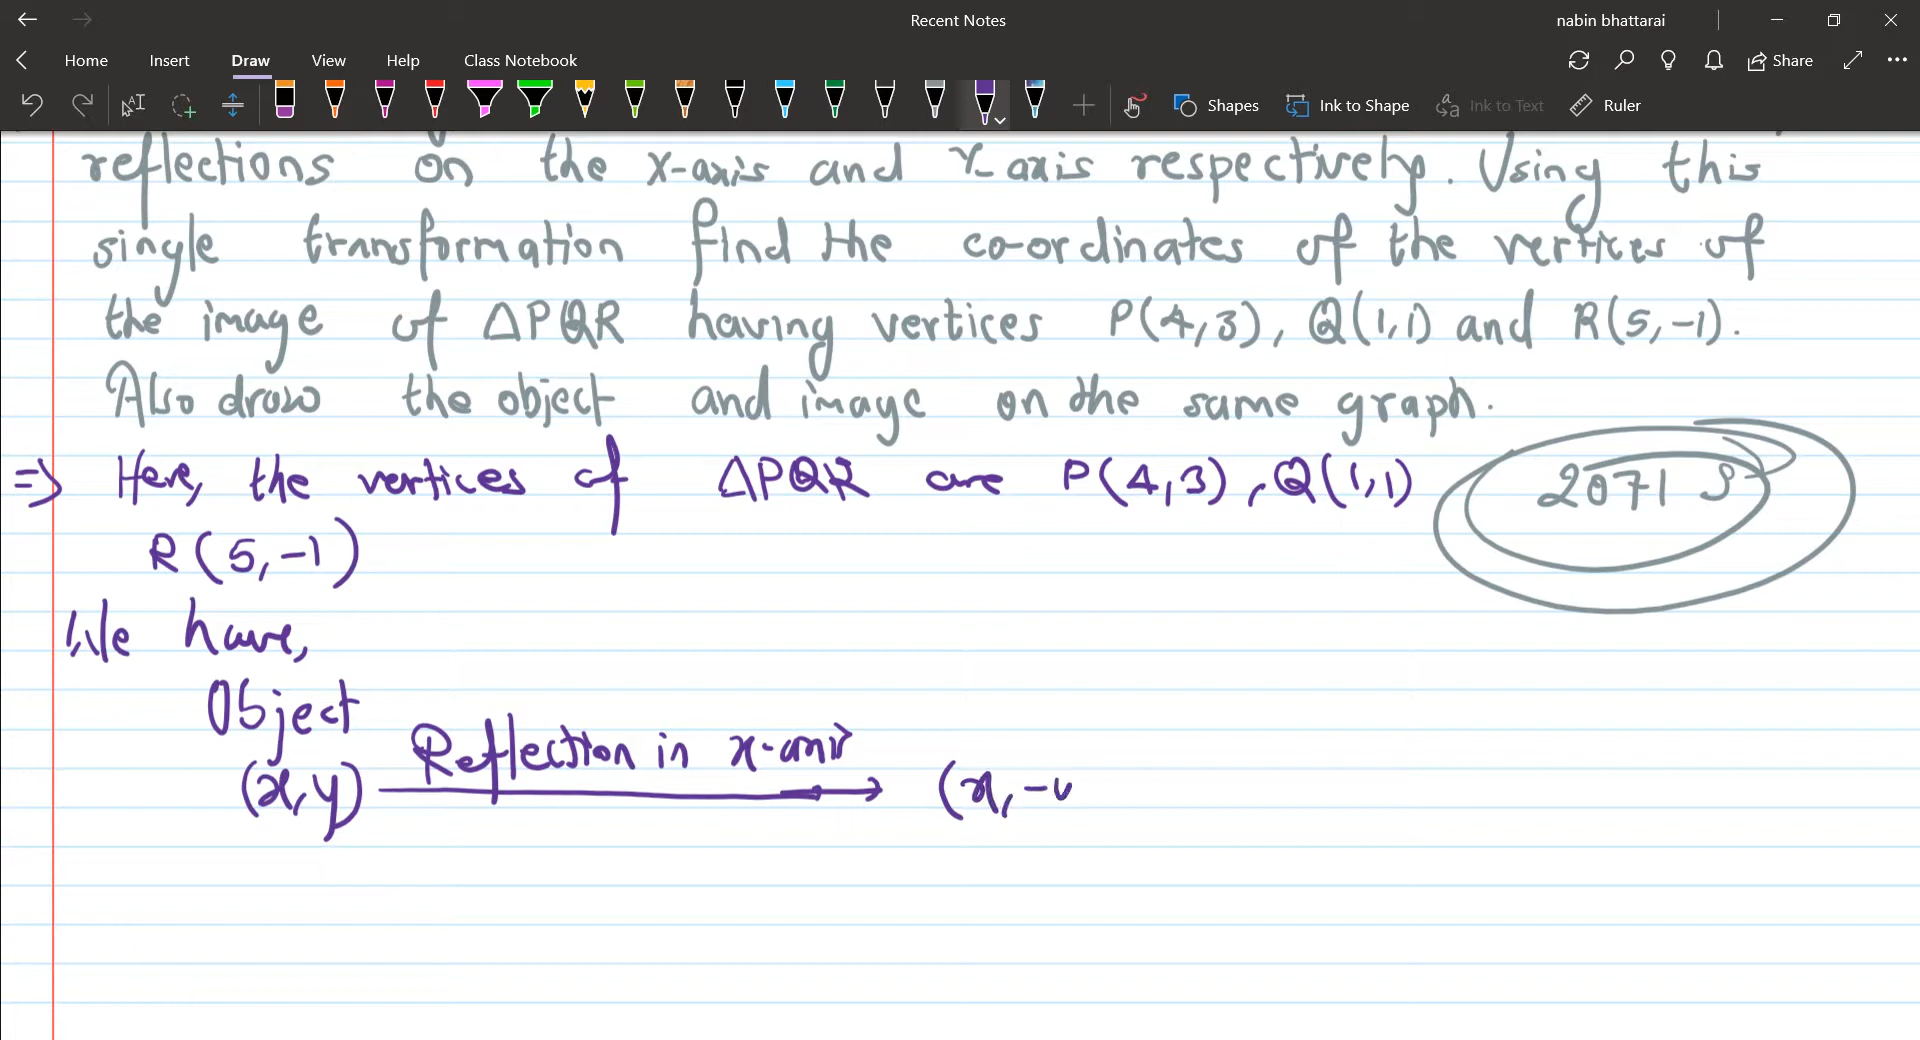 Recent Notes
nabin bhattarai
Home Insert Draw View Help Class Notebook
Share
Shapes Ink to Shape Ink to Text Ruler
reflections on the X-axis and Y-axis respectively. Using this
single transformation find the co-ordinates of the vertices of
the image of ΔPQR having vertices P(4,3), Q(1,1) and R(5,-1).
Also draw the object and image on the same graph.
=> Here, the vertices of ΔPQR are P(4,3), Q(1,1)
2071 S
R(5,-1)
We have,
Object
Reflection in x-axis
(x,y) → (x,-